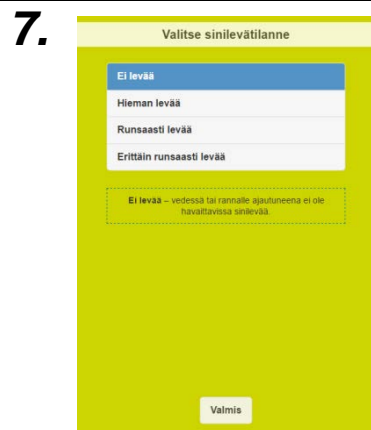 7.
Valitse sinilevätilanne
Ei levää
Hieman levää
Runsaasti levää
Erittäin runsaasti levää
Ei levää – vedessä tai rannalle ajautuneena ei ole
havaittavissa sinilevää.
Valmis